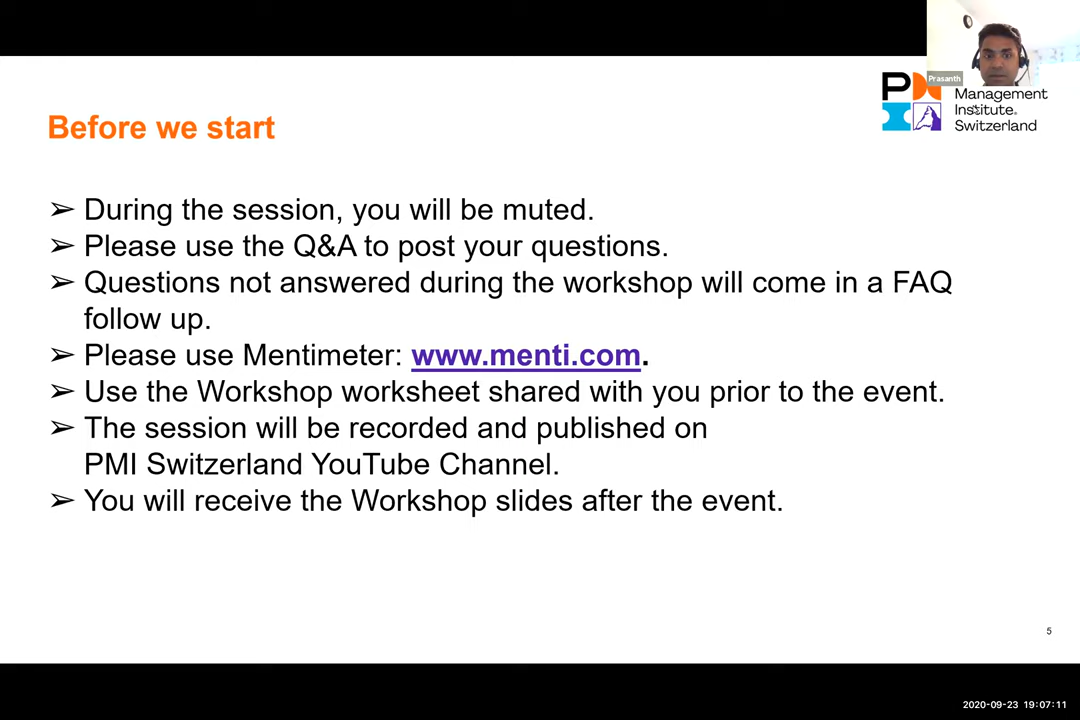 Prasanth
PM
Management
Institute.
Switzerland
Before we start
➢ During the session, you will be muted.
➢ Please use the Q&A to post your questions.
➢ Questions not answered during the workshop will come in a FAQ
follow up.
➢ Please use Mentimeter: www.menti.com.
➢ Use the Workshop worksheet shared with you prior to the event.
➢ The session will be recorded and published on
PMI Switzerland YouTube Channel.
➢ You will receive the Workshop slides after the event.
5
2020-09-23 19:07:11